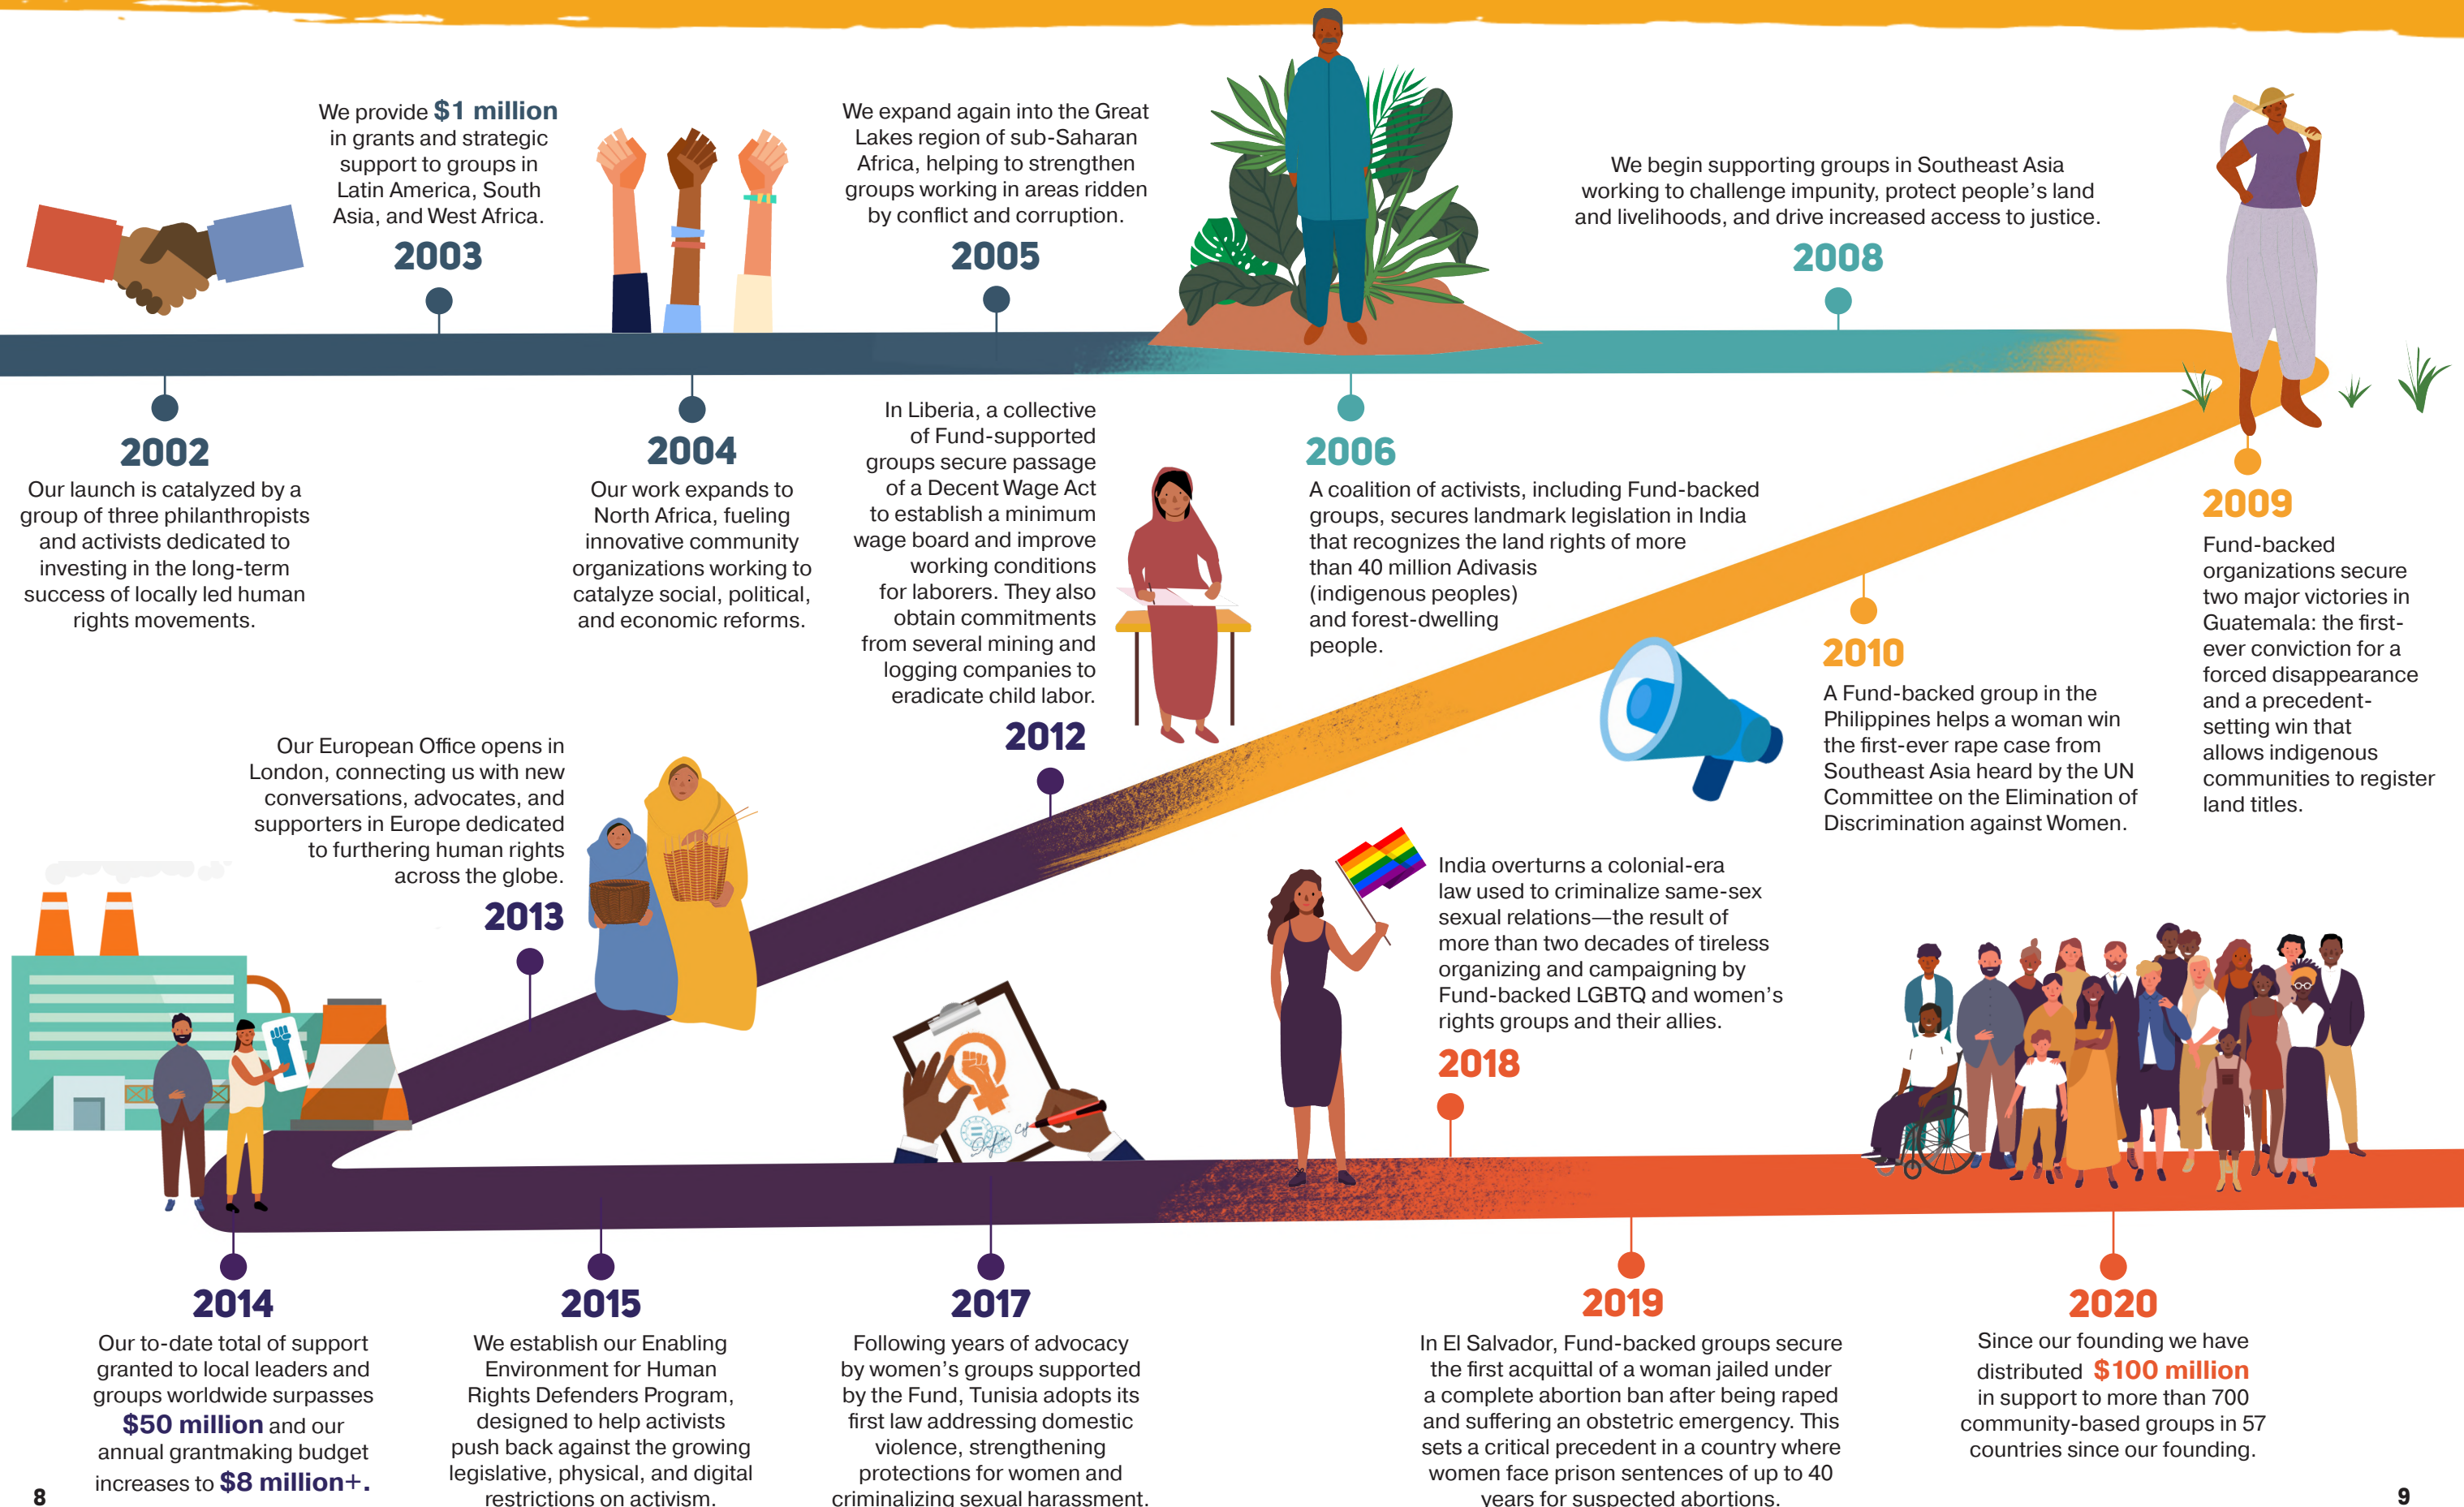 We provide $1 million
in grants and strategic
support to groups in
Latin America, South
Asia, and West Africa.
2003
We expand again into the Great
Lakes region of sub-Saharan
Africa, helping to strengthen
groups working in areas ridden
by conflict and corruption.
2005
We begin supporting groups in Southeast Asia
working to challenge impunity, protect people's land
and livelihoods, and drive increased access to justice.
2008
2002
Our launch is catalyzed by a
group of three philanthropists
and activists dedicated to
investing in the long-term
success of locally led human
rights movements.
2004
Our work expands to
North Africa, fueling
innovative community
organizations working to
catalyze social, political,
and economic reforms.
2006
A coalition of activists, including Fund-backed
groups, secures landmark legislation in India
that recognizes the land rights of more
than 40 million Adivasis
(indigenous peoples)
and forest-dwelling
people.
2009
Fund-backed
organizations secure
two major victories in
Guatemala: the first-
ever conviction for a
forced disappearance
and a precedent-
setting win that
allows indigenous
communities to register
land titles.
2010
A Fund-backed group in the
Philippines helps a woman win
the first-ever rape case from
Southeast Asia heard by the UN
Committee on the Elimination of
Discrimination against Women.
In Liberia, a collective
of Fund-supported
groups secure passage
of a Decent Wage Act
to establish a minimum
wage board and improve
working conditions
for laborers. They also
obtain commitments
from several mining and
logging companies to
eradicate child labor.
2012
Our European Office opens in
London, connecting us with new
conversations, advocates, and
supporters in Europe dedicated
to furthering human rights
across the globe.
2013
2014
Our to-date total of support
granted to local leaders and
groups worldwide surpasses
$50 million and our
annual grantmaking budget
increases to $8 million+.
2015
We establish our Enabling
Environment for Human
Rights Defenders Program,
designed to help activists
push back against the growing
legislative, physical, and digital
restrictions on activism.
2017
Following years of advocacy
by women's groups supported
by the Fund, Tunisia adopts its
first law addressing domestic
violence, strengthening
protections for women and
criminalizing sexual harassment.
India overturns a colonial-era
law used to criminalize same-sex
sexual relations—the result of
more than two decades of tireless
organizing and campaigning by
Fund-backed LGBTQ and women's
rights groups and their allies.
2018
2019
In El Salvador, Fund-backed groups secure
the first acquittal of a woman jailed under
a complete abortion ban after being raped
and suffering an obstetric emergency. This
sets a critical precedent in a country where
women face prison sentences of up to 40
years for suspected abortions.
2020
Since our founding we have
distributed $100 million
in support to more than 700
community-based groups in 57
countries since our founding.
8
9